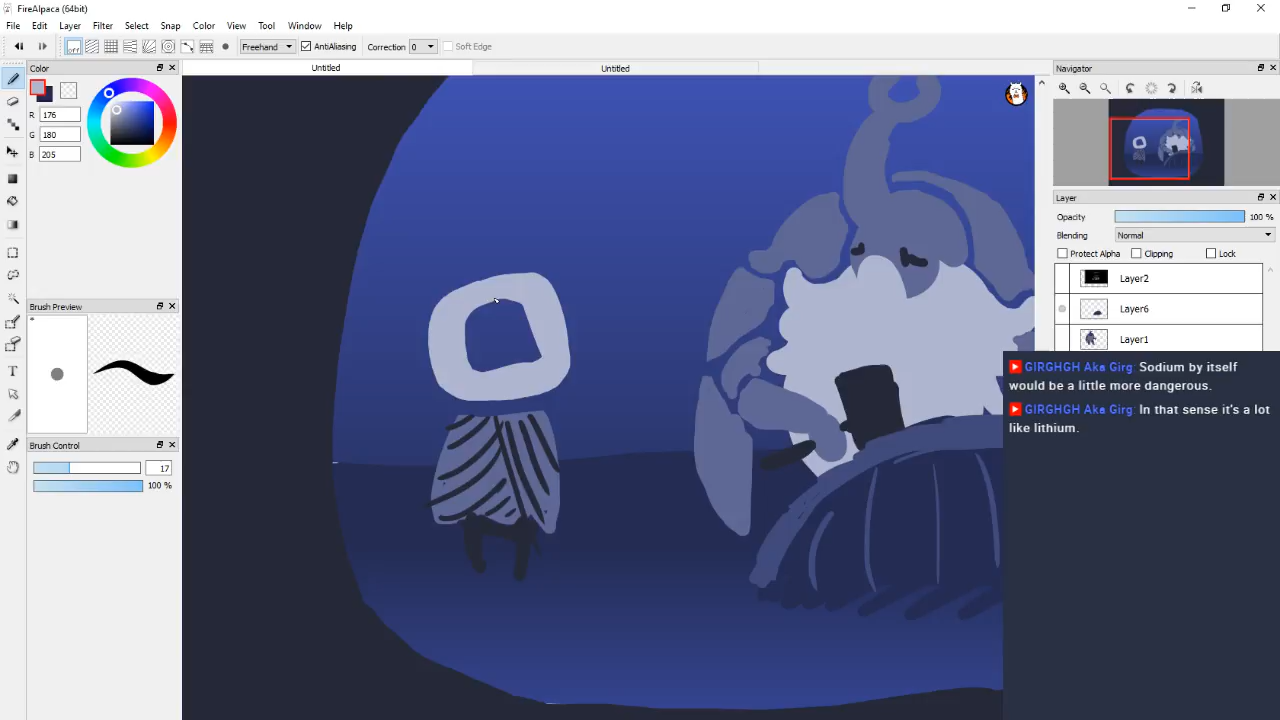 FireAlpaca (64bit)
File Edit Layer Filter Select Snap Color View Tool Window Help
off Freehand AntiAliasing Correction 0 Soft Edge
Color
Untitled Untitled
Navigator
R 176
G 180
B 205
Layer
Opacity 100 %
Blending Normal
Protect Alpha Clipping Lock
Layer2
Brush Preview
Layer6
Layer1
GIRGHGH Aka Girg: Sodium by itself
would be a little more dangerous.
GIRGHGH Aka Girg: In that sense it's a lot
like lithium.
Brush Control
17
100 %